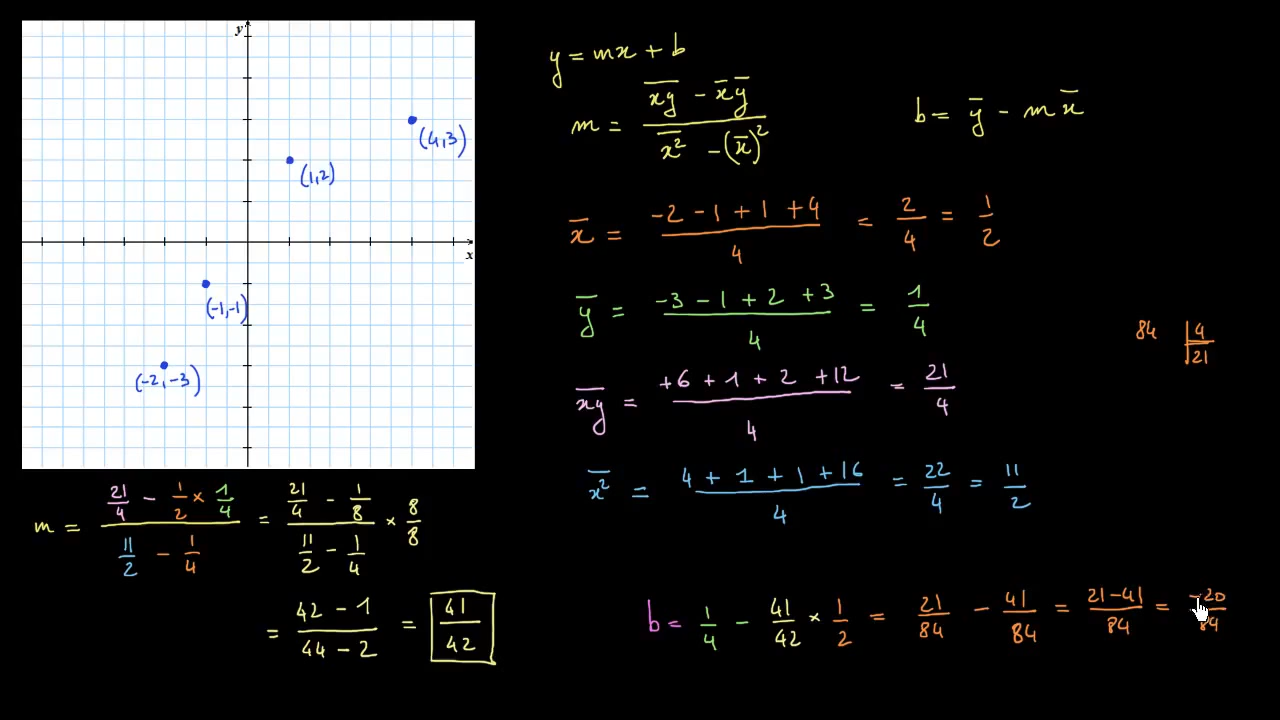 y
x
(4,3)
(1,2)
(-1,-1)
(-2,-3)
y = mx + b
m = (x̅y̅ - x̅ y̅) / (x̅²̅ - (x̅)²)
b = y̅ - m x̅
x̅ = (-2 - 1 + 1 + 4) / 4 = 2/4 = 1/2
y̅ = (-3 - 1 + 2 + 3) / 4 = 1/4
84 | 4
21
x̅y̅ = (+6 + 1 + 2 + 12) / 4 = 21/4
x̅²̅ = (4 + 1 + 1 + 16) / 4 = 22/4 = 11/2
m = (21/4 - 1/2 × 1/4) / (11/2 - 1/4) = (21/4 - 1/8) / (11/2 - 1/4) × 8/8
= (42 - 1) / (44 - 2) = 41/42
b = 1/4 - 41/42 × 1/2 = 21/84 - 41/84 = (21 - 41)/84 = -20/84